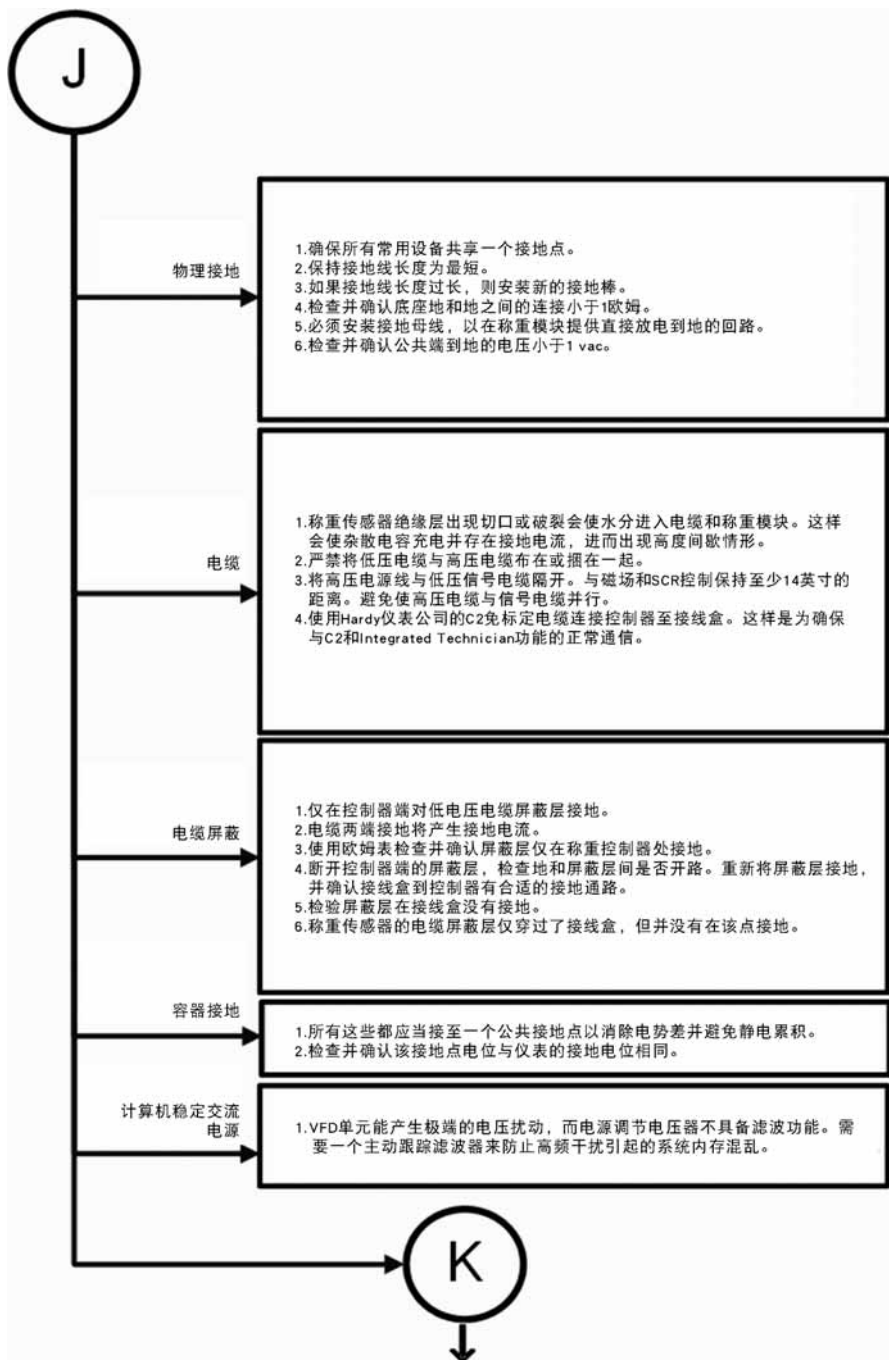 J
物理接地
1.确保所有常用设备共享一个接地点。
2.保持接地线长度为最短。
3.如果接地线长度过长，则安装新的接地棒。
4.检查并确认底座地和地之间的连接小于1欧姆。
5.必须安装接地母线，以在称重模块提供直接放电到地的回路。
6.检查并确认公共端到地的电压小于1 vac。
电缆
1.称重传感器绝缘层出现切口或破裂会使水分进入电缆和称重模块。这样
会使杂散电容充电并存在接地电流，进而出现高度间歇情形。
2.严禁将低压电缆与高压电缆布在或捆在一起。
3.将高压电源线与低压信号电缆隔开。与磁场和SCR控制保持至少14英寸的
距离。避免使高压电缆与信号电缆并行。
4.使用Hardy仪表公司的C2免标定电缆连接控制器至接线盒。这样是为确保
与C2和Integrated Technician功能的正常通信。
电缆屏蔽
1.仅在控制器端对低电压电缆屏蔽层接地。
2.电缆两端接地将产生接地电流。
3.使用欧姆表检查并确认屏蔽层仅在称重控制器处接地。
4.断开控制器端的屏蔽层，检查地和屏蔽层间是否开路。重新将屏蔽层接地，
并确认接线盒到控制器有合适的接地通路。
5.检验屏蔽层在接线盒没有接地。
6.称重传感器的电缆屏蔽层仅穿过了接线盒，但并没有在该点接地。
容器接地
1.所有这些都应当接至一个公共接地点以消除电势差并避免静电累积。
2.检查并确认该接地点电位与仪表的接地电位相同。
计算机稳定交流
电源
1.VFD单元能产生极端的电压扰动，而电源调节电压器不具备滤波功能。需
要一个主动跟踪滤波器来防止高频干扰引起的系统内存混乱。
K